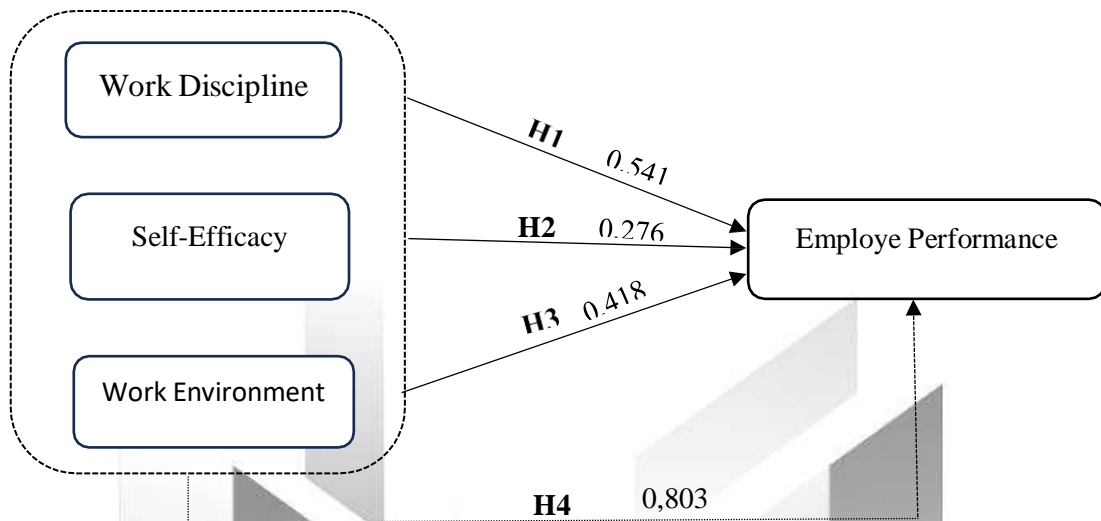 Work Discipline
H1 0.541
Self-Efficacy
H2 0.276
Employe Performance
H3 0.418
Work Environment
H4 0,803